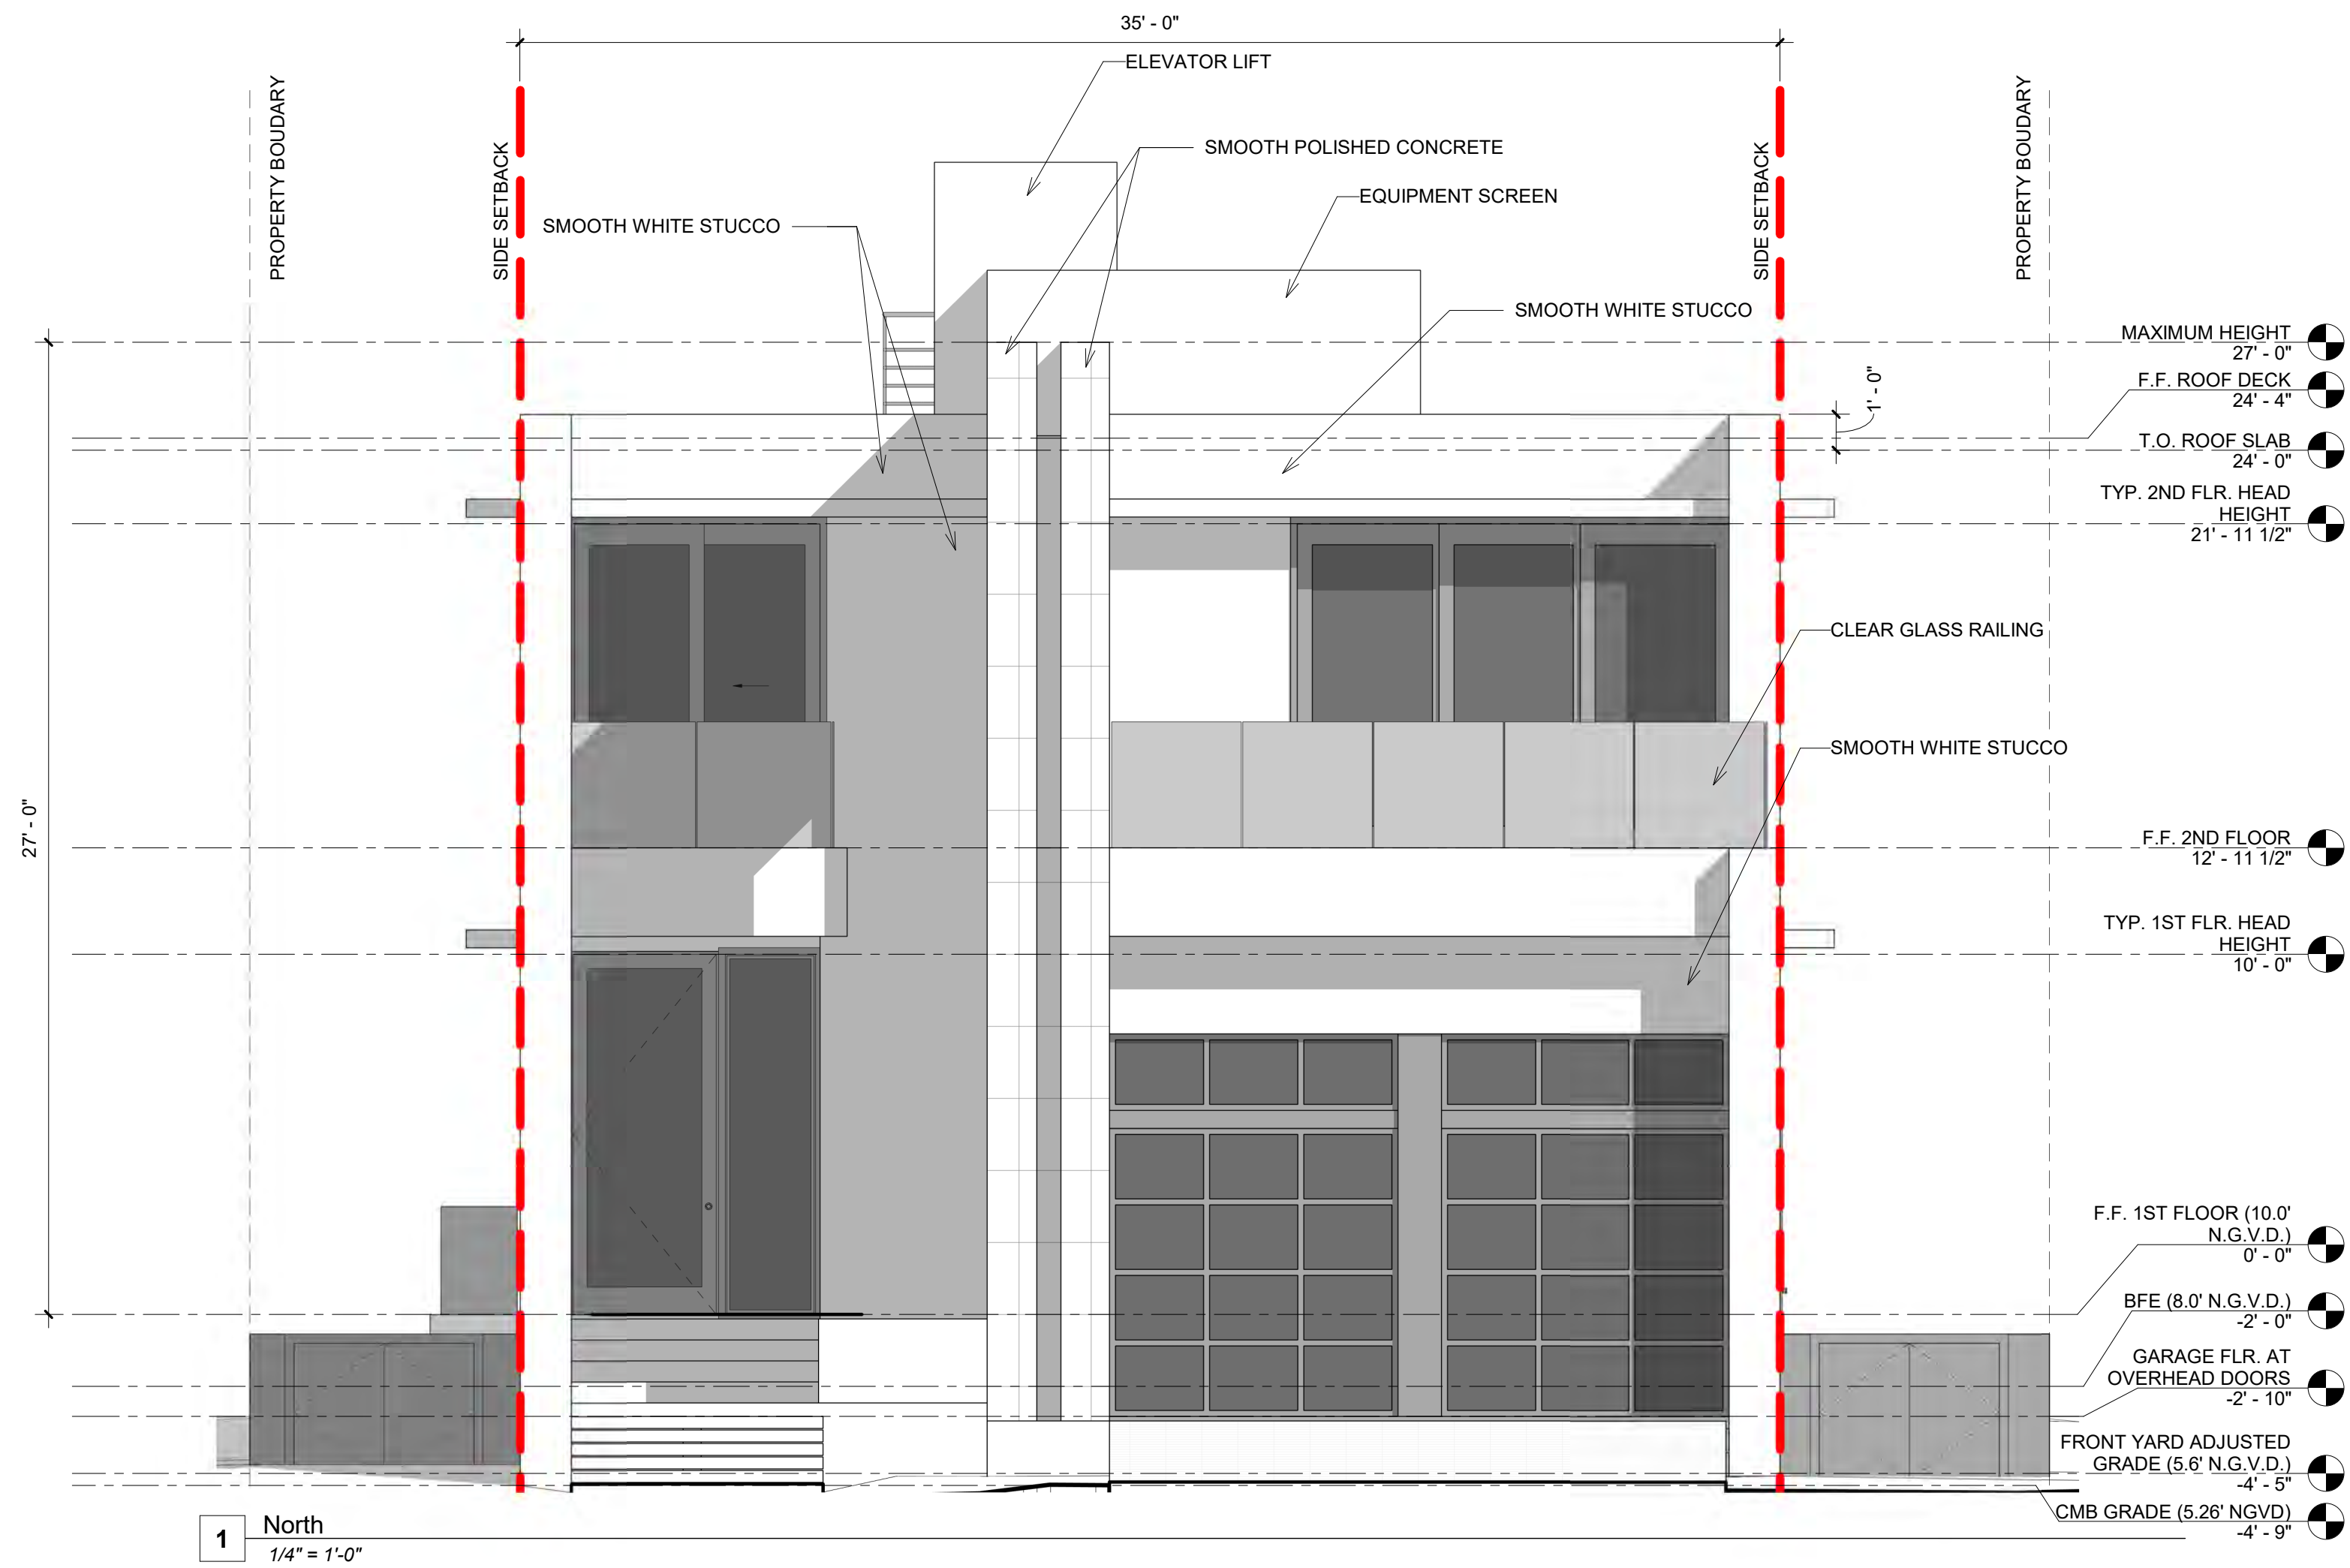 35' - 0"
ELEVATOR LIFT
PROPERTY BOUDARY
SIDE SETBACK
SMOOTH POLISHED CONCRETE
EQUIPMENT SCREEN
SMOOTH WHITE STUCCO
SMOOTH WHITE STUCCO
SIDE SETBACK
PROPERTY BOUDARY
MAXIMUM HEIGHT
27' - 0"
1' - 0"
F.F. ROOF DECK
24' - 4"
T.O. ROOF SLAB
24' - 0"
TYP. 2ND FLR. HEAD
HEIGHT
21' - 11 1/2"
CLEAR GLASS RAILING
SMOOTH WHITE STUCCO
27' - 0"
F.F. 2ND FLOOR
12' - 11 1/2"
TYP. 1ST FLR. HEAD
HEIGHT
10' - 0"
F.F. 1ST FLOOR (10.0'
N.G.V.D.)
0' - 0"
BFE (8.0' N.G.V.D.)
-2' - 0"
GARAGE FLR. AT
OVERHEAD DOORS
-2' - 10"
FRONT YARD ADJUSTED
GRADE (5.6' N.G.V.D.)
-4' - 5"
CMB GRADE (5.26' NGVD)
-4' - 9"
1 North
1/4" = 1'-0"